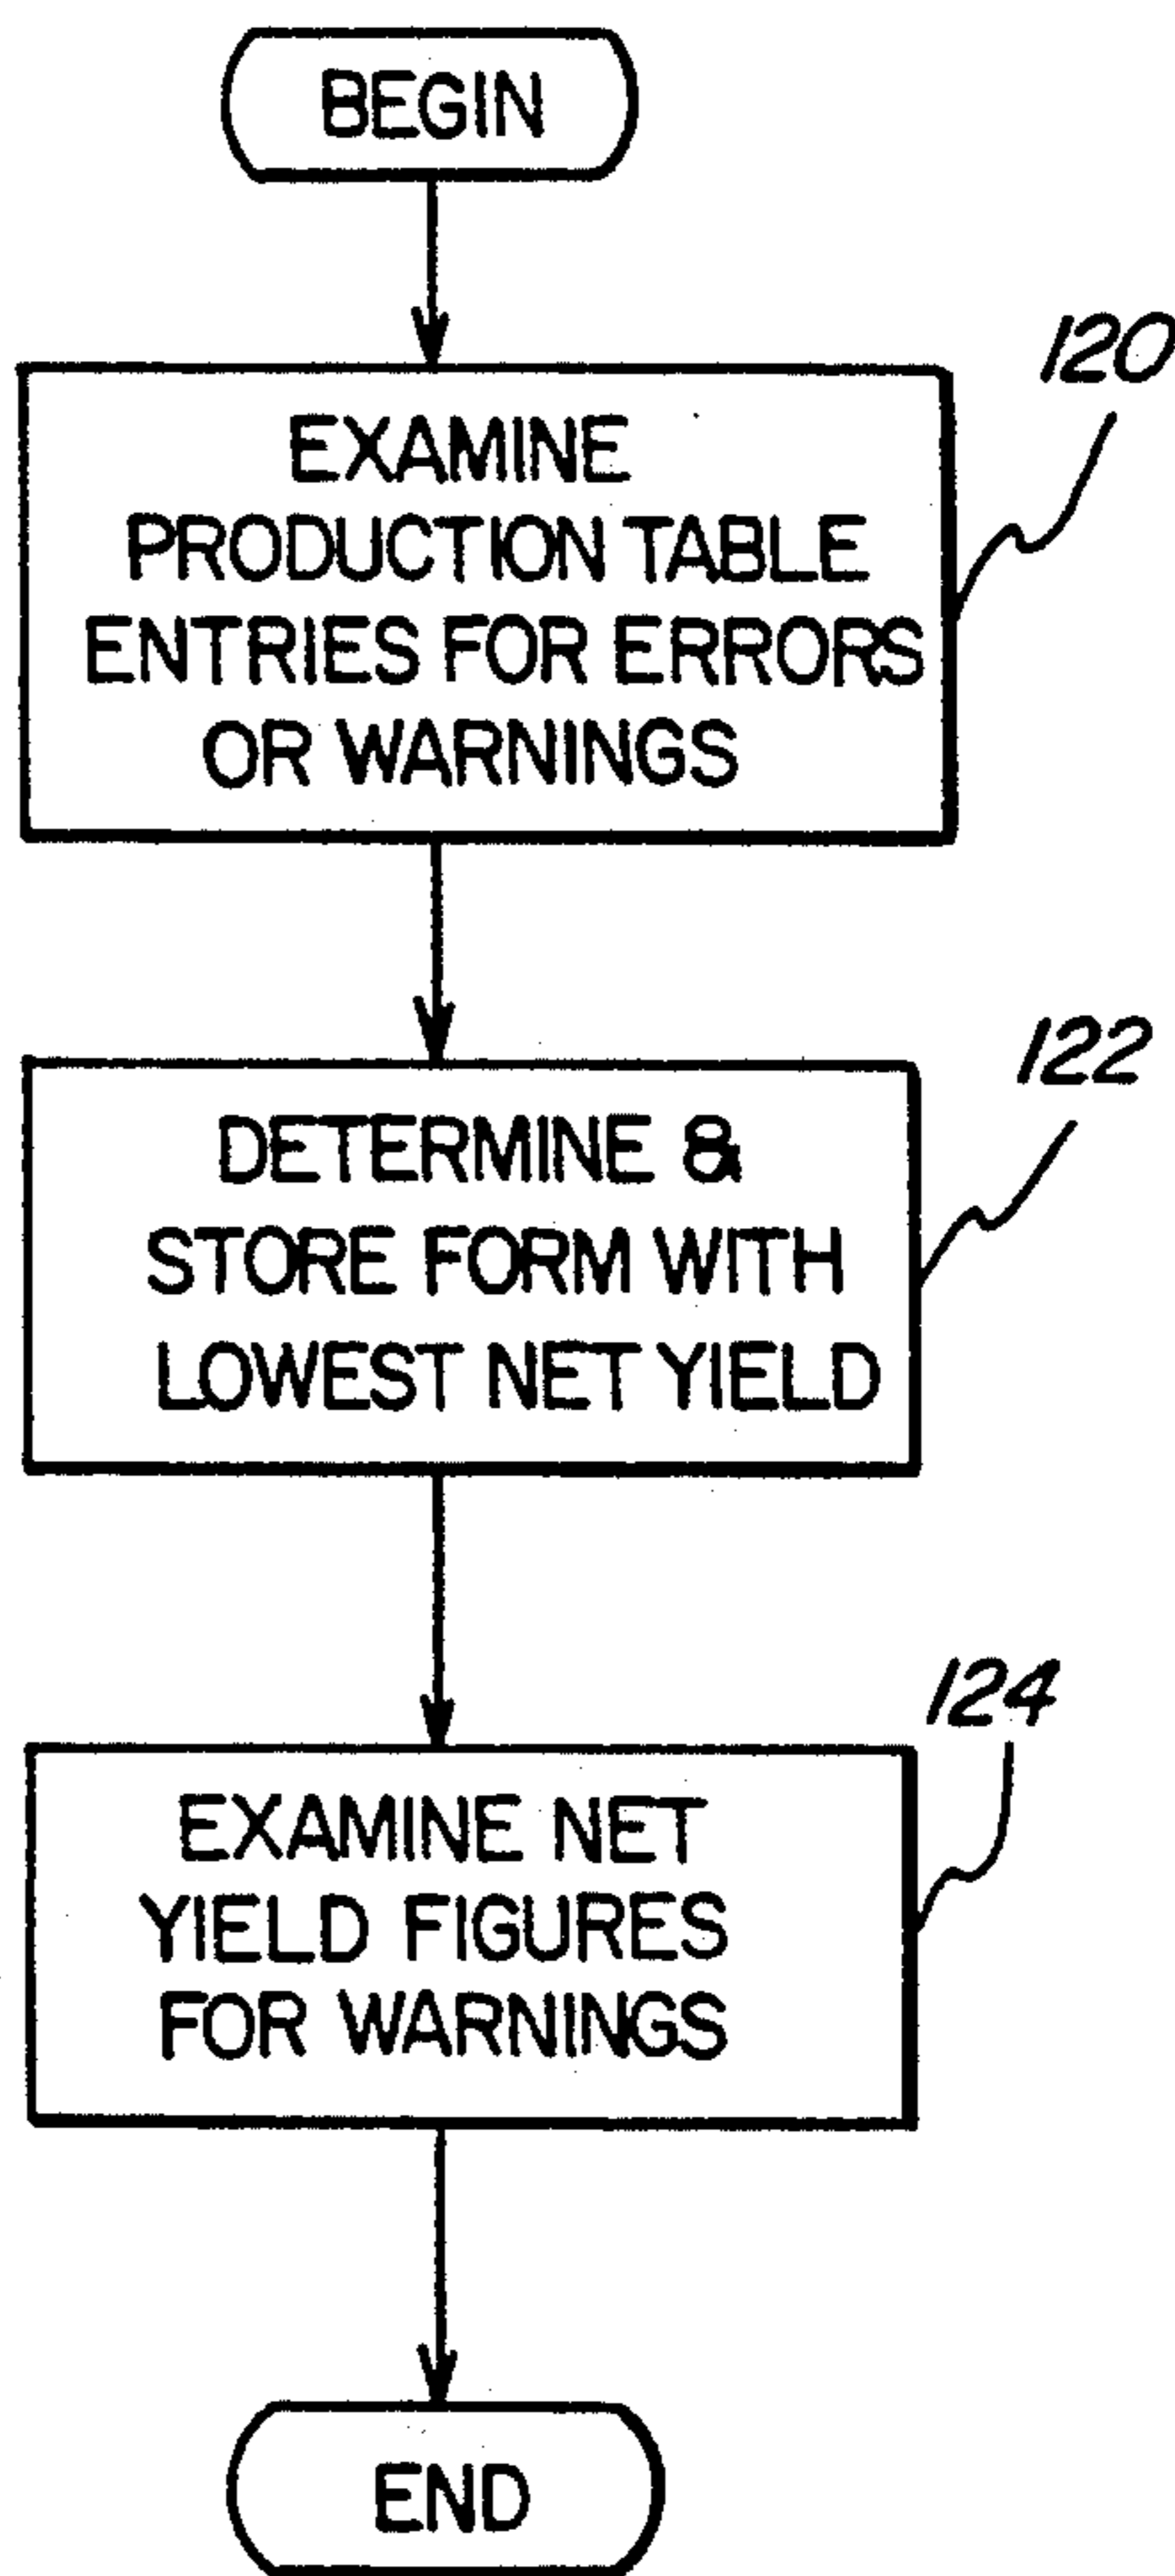 BEGIN
120
EXAMINE
PRODUCTION TABLE
ENTRIES FOR ERRORS
OR WARNINGS
122
DETERMINE &
STORE FORM WITH
LOWEST NET YIELD
124
EXAMINE NET
YIELD FIGURES
FOR WARNINGS
END